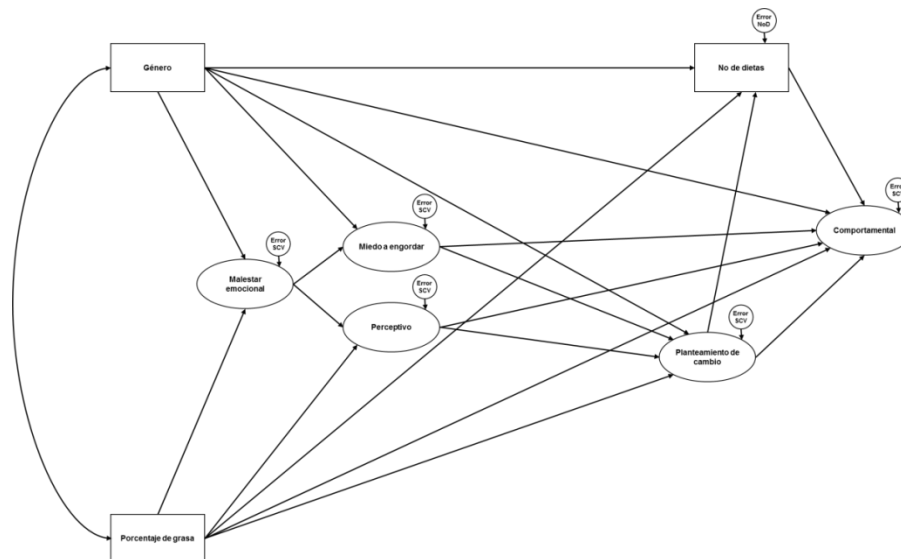 Error
NoD
Género
No de dietas
Error
SCV
Error
SCV
Miedo a engordar
Comportamental
Error
SCV
Malestar
emocional
Error
SCV
Perceptivo
Error
SCV
Planteamiento de
cambio
Porcentaje de grasa